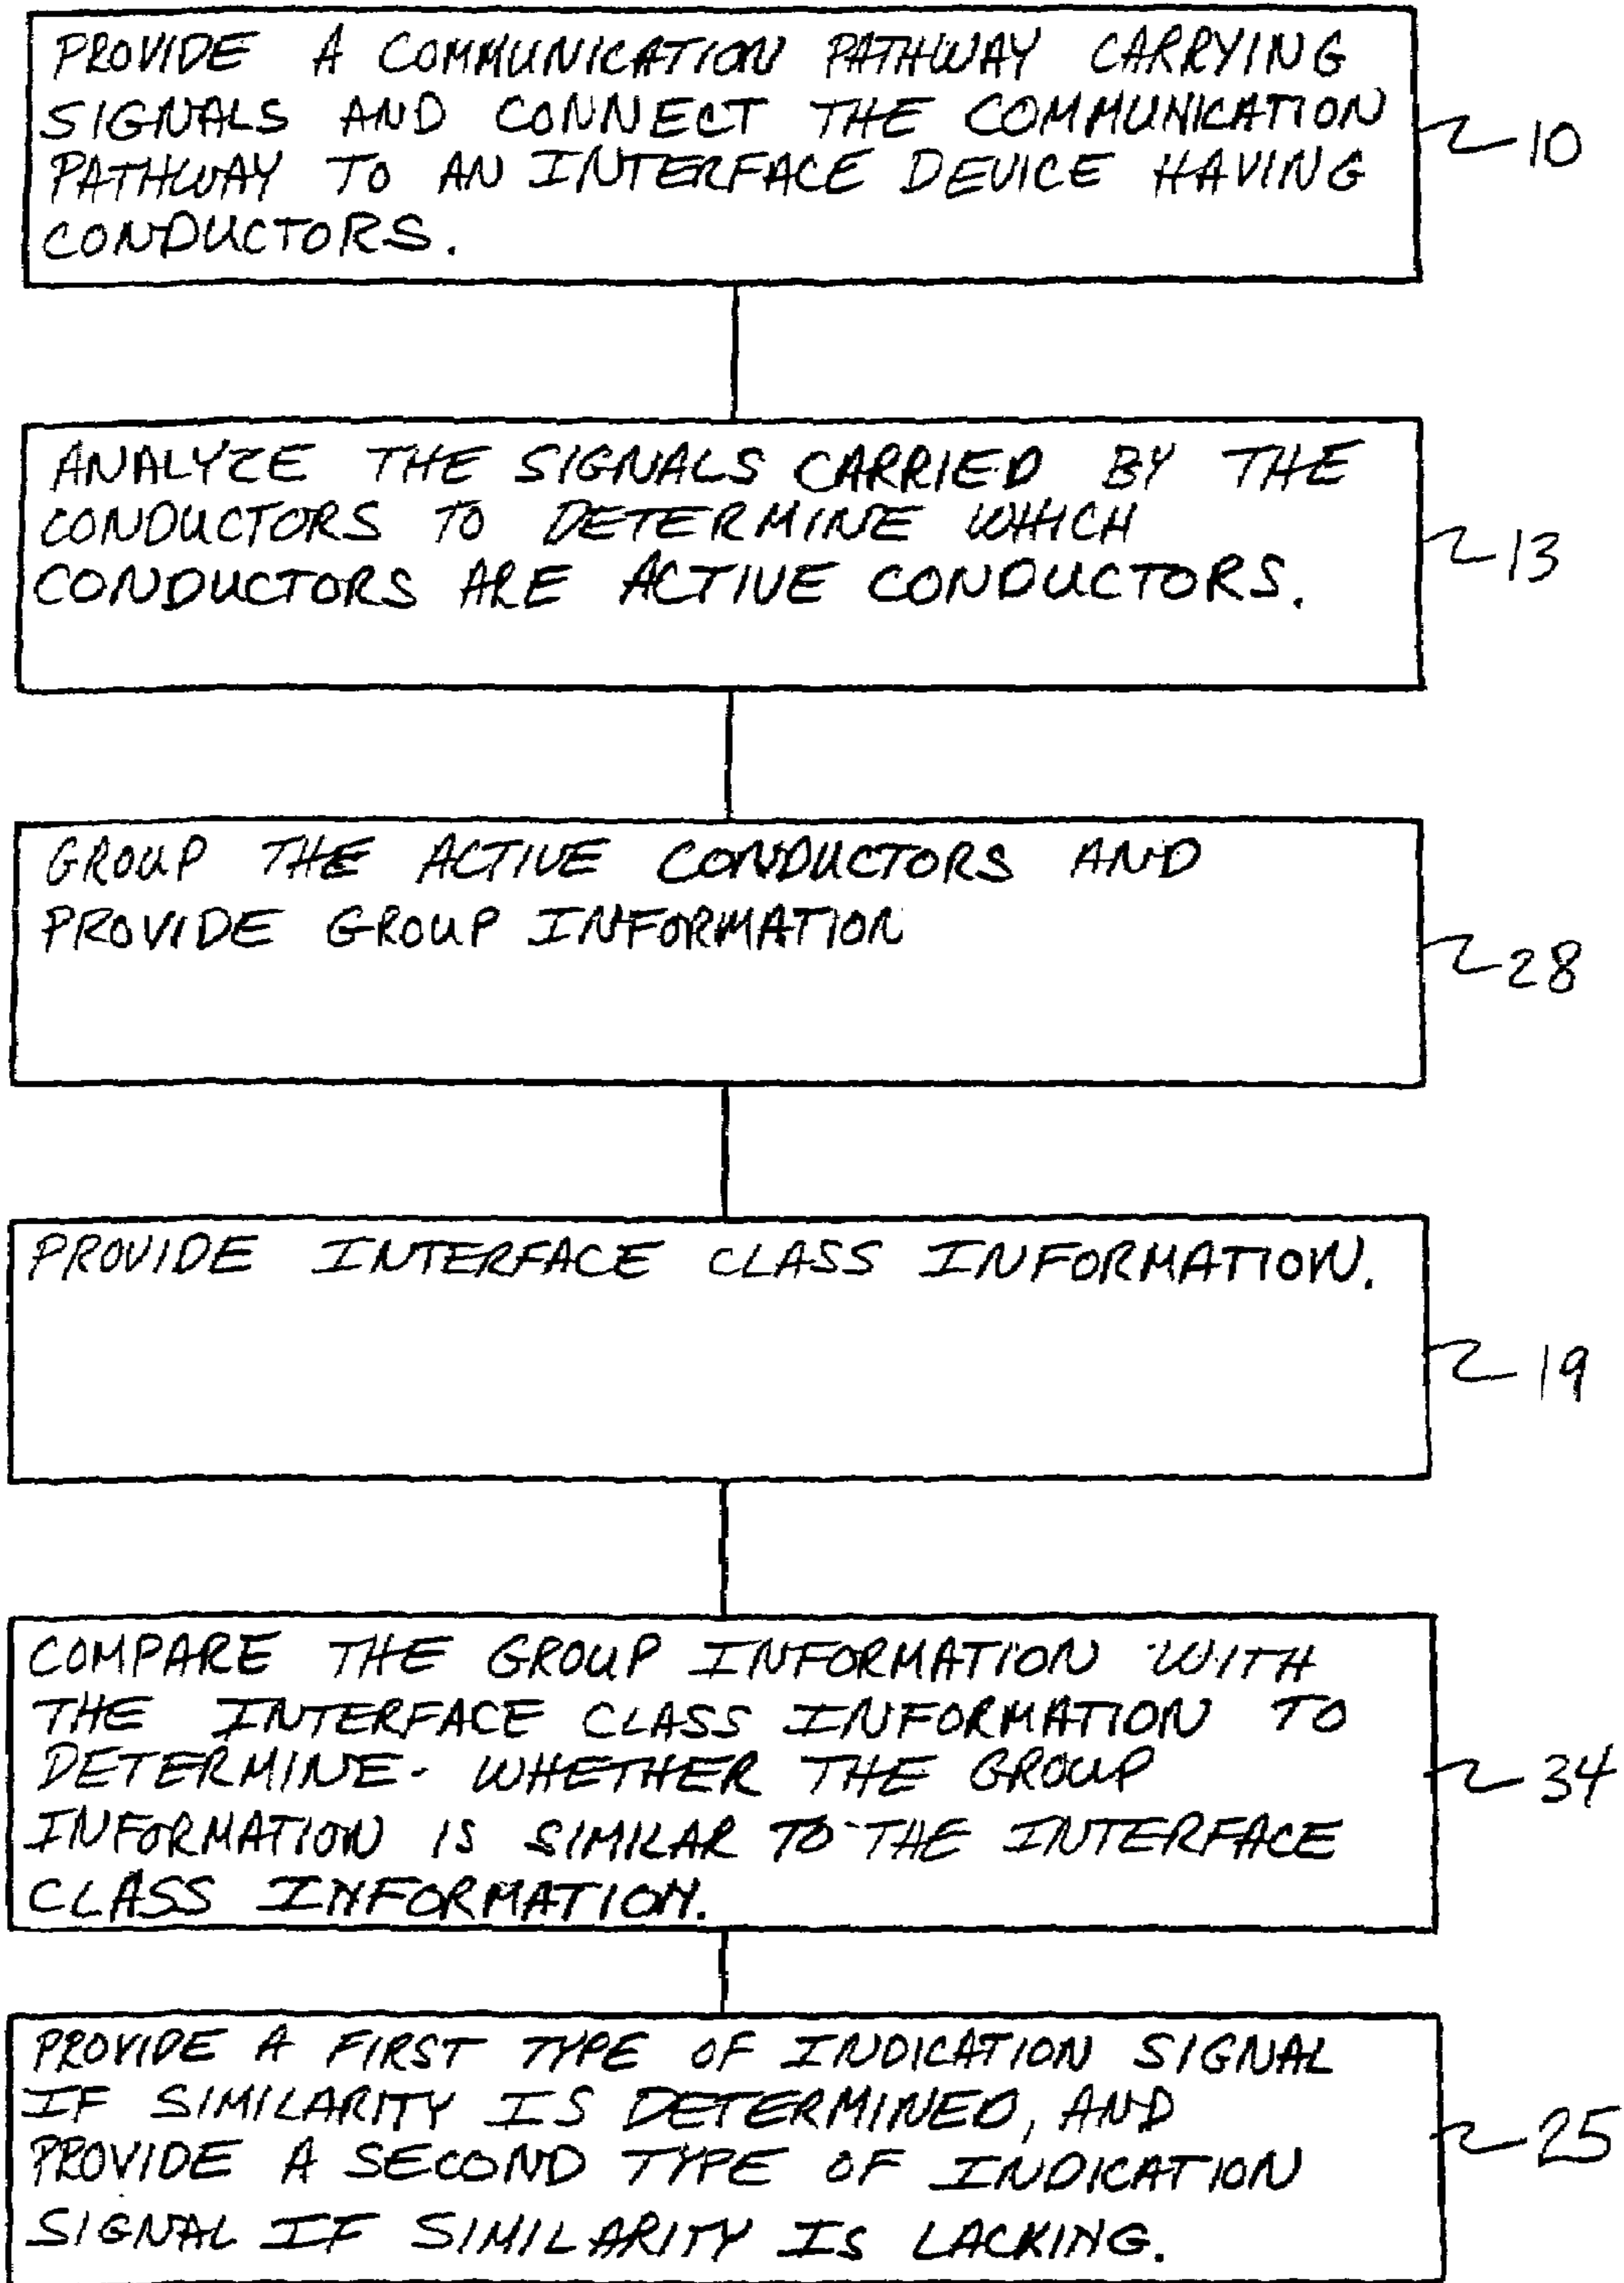 PROVIDE A COMMUNICATION PATHWAY CARRYING
SIGNALS AND CONNECT THE COMMUNICATION
PATHWAY TO AN INTERFACE DEVICE HAVING
CONDUCTORS.
10
ANALYZE THE SIGNALS CARRIED BY THE
CONDUCTORS TO DETERMINE WHICH
CONDUCTORS ARE ACTIVE CONDUCTORS.
13
GROUP THE ACTIVE CONDUCTORS AND
PROVIDE GROUP INFORMATION
28
PROVIDE INTERFACE CLASS INFORMATION.
19
COMPARE THE GROUP INFORMATION WITH
THE INTERFACE CLASS INFORMATION TO
DETERMINE WHETHER THE GROUP
INFORMATION IS SIMILAR TO THE INTERFACE
CLASS INFORMATION.
34
PROVIDE A FIRST TYPE OF INDICATION SIGNAL
IF SIMILARITY IS DETERMINED, AND
PROVIDE A SECOND TYPE OF INDICATION
SIGNAL IF SIMILARITY IS LACKING.
25